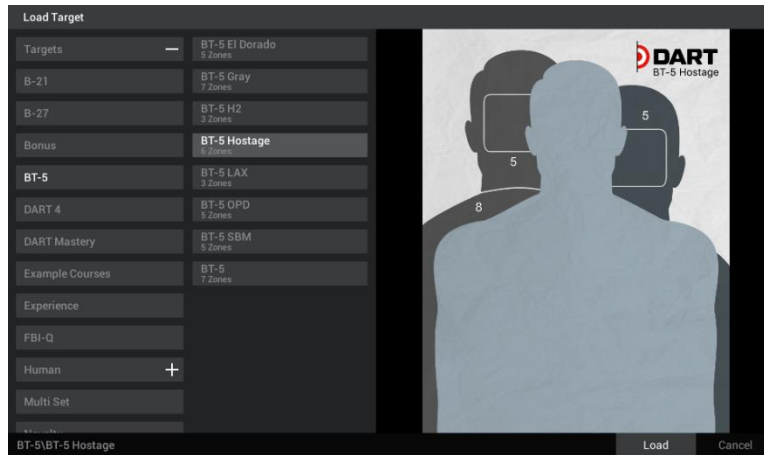 Load Target
Targets
B-21
B-27
Bonus
BT-5
DART 4
DART Mastery
Example Courses
Experience
FBI-Q
Human
Multi Set
BT-5 El Dorado
5 Zones
BT-5 Gray
7 Zones
BT-5 H2
3 Zones
BT-5 Hostage
6 Zones
BT-5 LAX
3 Zones
BT-5 OPD
5 Zones
BT-5 SBM
5 Zones
BT-5
7 Zones
DART
BT-5 Hostage
5
5
8
BT-5\BT-5 Hostage
Load
Cancel